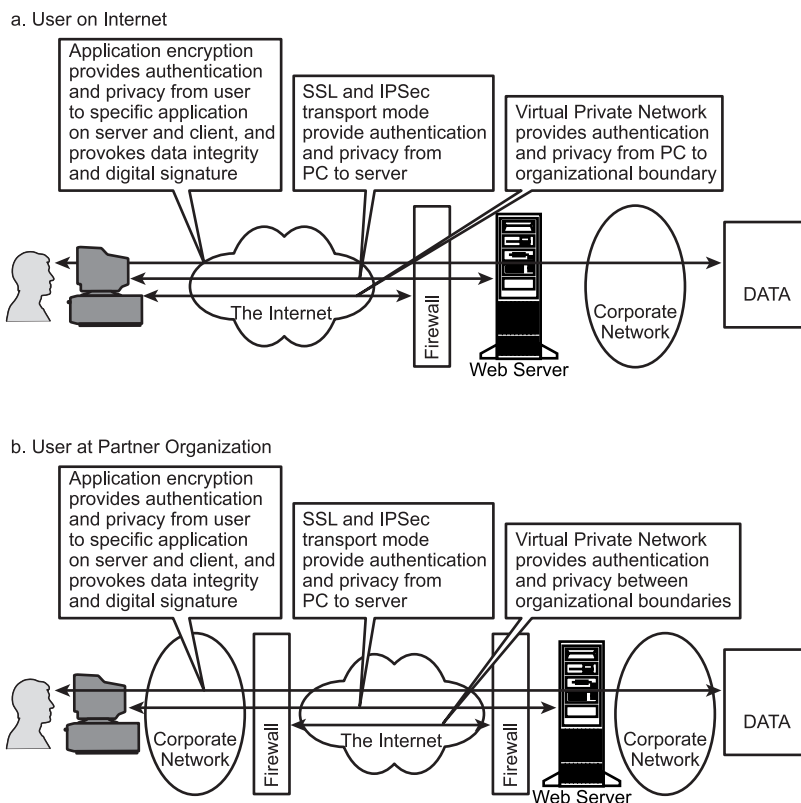 a. User on Internet
Application encryption
provides authentication
and privacy from user
to specific application
on server and client, and
provokes data integrity
and digital signature
SSL and IPSec
transport mode
provide authentication
and privacy from
PC to server
Virtual Private Network
provides authentication
and privacy from PC to
organizational boundary
The Internet
Firewall
Web Server
Corporate
Network
DATA
b. User at Partner Organization
Application encryption
provides authentication
and privacy from user
to specific application
on server and client, and
provokes data integrity
and digital signature
SSL and IPSec
transport mode
provide authentication
and privacy from
PC to server
Virtual Private Network
provides authentication
and privacy between
organizational boundaries
Corporate
Network
Firewall
The Internet
Firewall
Web Server
Corporate
Network
DATA